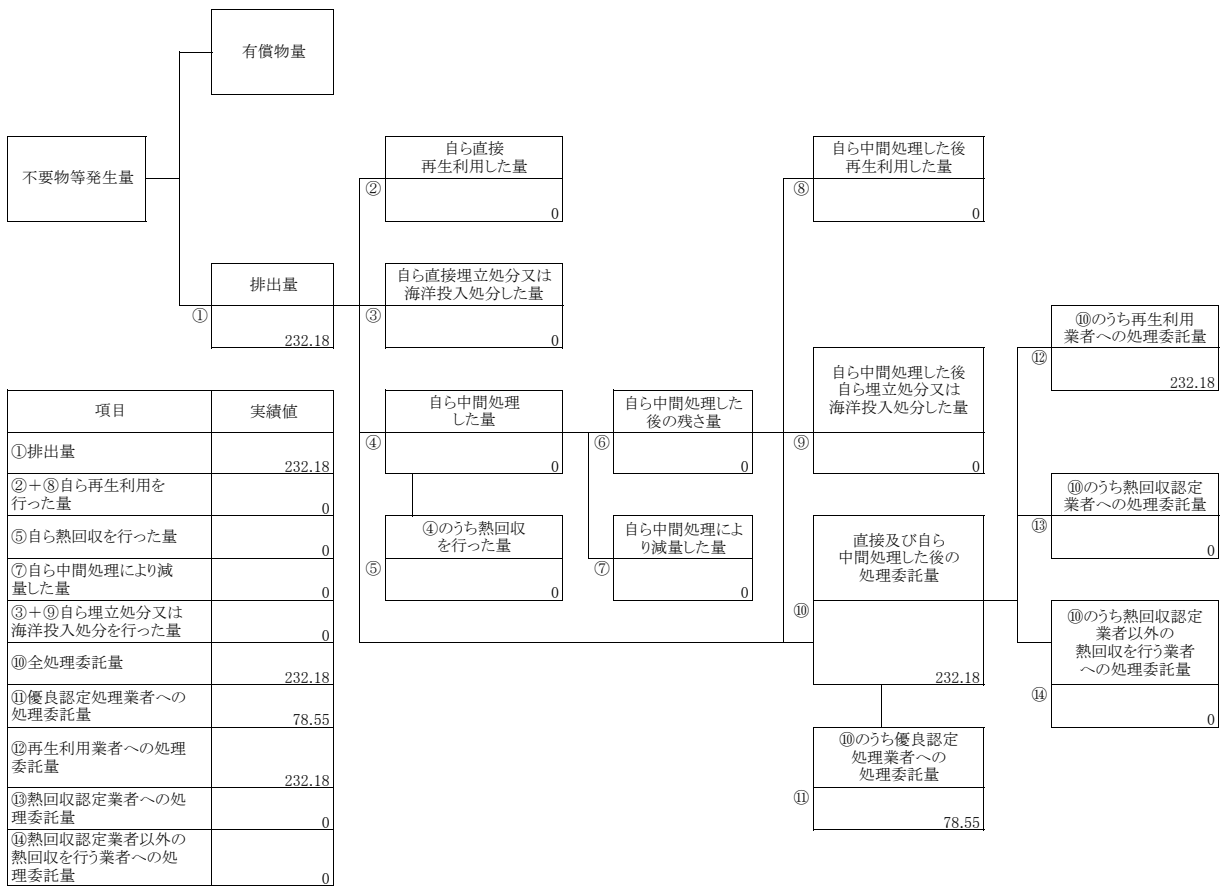 有償物量
不要物等発生量
自ら直接
再生利用した量
②
0
自ら中間処理した後
再生利用した量
⑧
0
排出量
①
232.18
自ら直接埋立処分又は
海洋投入処分した量
③
0
⑩のうち再生利用
業者への処理委託量
⑫
232.18
自ら中間処理
した量
④
0
自ら中間処理した
後の残さ量
⑥
0
自ら中間処理した後
自ら埋立処分又は
海洋投入処分した量
⑨
0
⑩のうち熱回収認定
業者への処理委託量
⑬
0
④のうち熱回収
を行った量
⑤
0
自ら中間処理によ
り減量した量
⑦
0
直接及び自ら
中間処理した後の
処理委託量
⑩
232.18
⑩のうち熱回収認定
業者以外の
熱回収を行う業者
への処理委託量
⑭
0
⑩のうち優良認定
処理業者への
処理委託量
⑪
78.55
項目 実績値
①排出量
232.18
②+⑧自ら再生利用を
行った量
0
⑤自ら熱回収を行った量
0
⑦自ら中間処理により減
量した量
0
③+⑨自ら埋立処分又は
海洋投入処分を行った量
0
⑩全処理委託量
232.18
⑪優良認定処理業者への
処理委託量
78.55
⑫再生利用業者への処理
委託量
232.18
⑬熱回収認定業者への処
理委託量
0
⑭熱回収認定業者以外の
熱回収を行う業者への処
理委託量
0